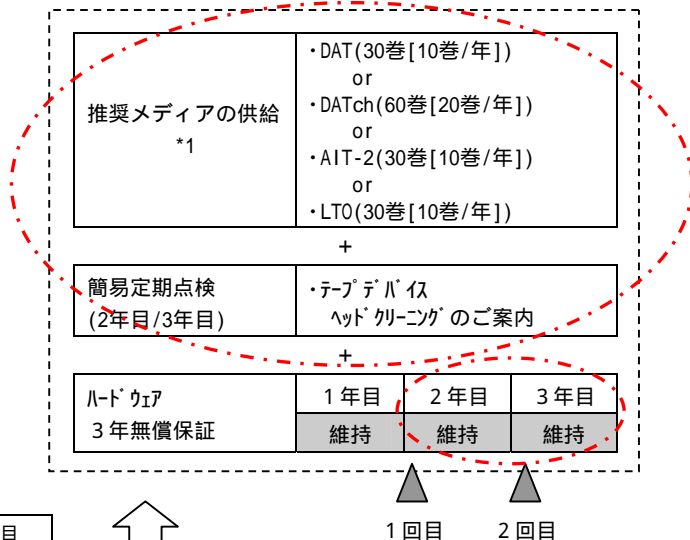 推奨メディアの供給
*1
・DAT(30巻[10巻/年])
or
・DATch(60巻[20巻/年])
or
・AIT-2(30巻[10巻/年])
or
・LTO(30巻[10巻/年])
+
簡易定期点検
(2年目/3年目)
・ﾃｰﾌﾟﾃﾞﾊﾞｲｽ
ﾍｯﾄﾞｸﾘｰﾆﾝｸﾞのご案内
+
ﾊｰﾄﾞｳｪｱ
３年無償保証
１年目 ２年目 ３年目
維持 維持 維持
１回目 ２回目
目